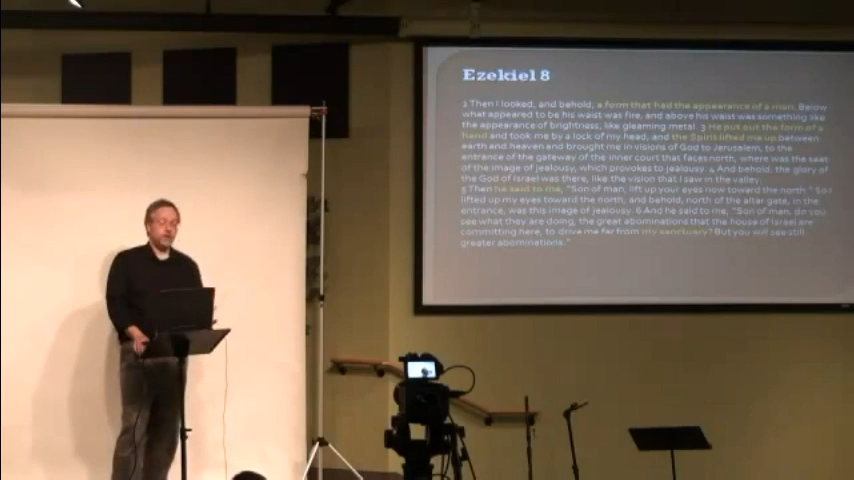 Ezekiel 8
2 Then I looked, and behold, a form that had the appearance of a man. Below
what appeared to be his waist was fire, and above his waist was something like
the appearance of brightness, like gleaming metal. 3 He put out the form of a
hand and took me by a lock of my head, and the Spirit lifted me up between
earth and heaven and brought me in visions of God to Jerusalem, to the
entrance of the gateway of the inner court that faces north, where was the seat
of the image of jealousy, which provokes to jealousy. 4 And behold, the glory of
the God of Israel was there, like the vision that I saw in the valley.
5 Then he said to me, "Son of man, lift up your eyes now toward the north." So I
lifted up my eyes toward the north, and behold, north of the altar gate, in the
entrance, was this image of jealousy. 6 And he said to me, "Son of man, do you
see what they are doing, the great abominations that the house of Israel are
committing here, to drive me far from my sanctuary? But you will see still
greater abominations."